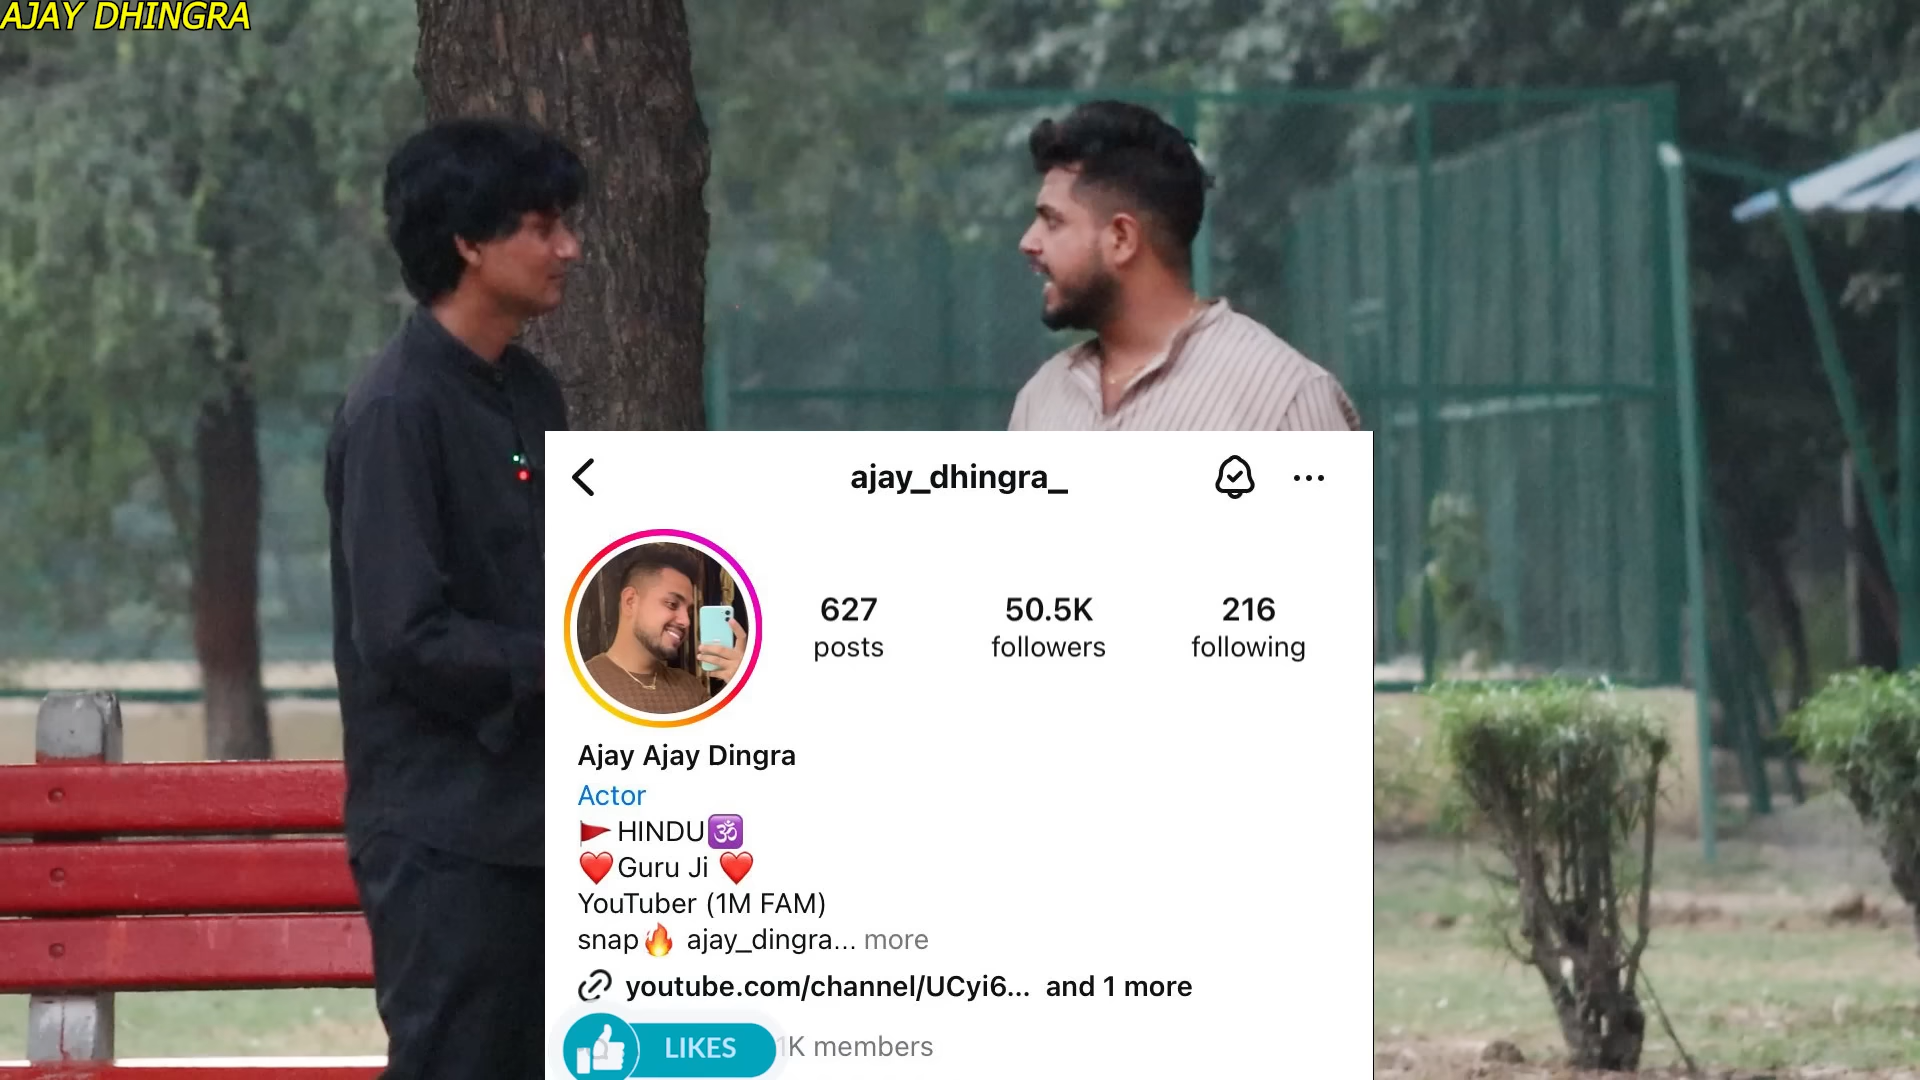 AJAY DHINGRA
ajay_dhingra_
627 50.5K 216
posts followers following
Ajay Ajay Dingra
Actor
🚩HINDU🕉️
❤️Guru Ji ❤️
YouTuber (1M FAM)
snap🔥 ajay_dingra... more
youtube.com/channel/UCyi6... and 1 more
LIKES 1K members